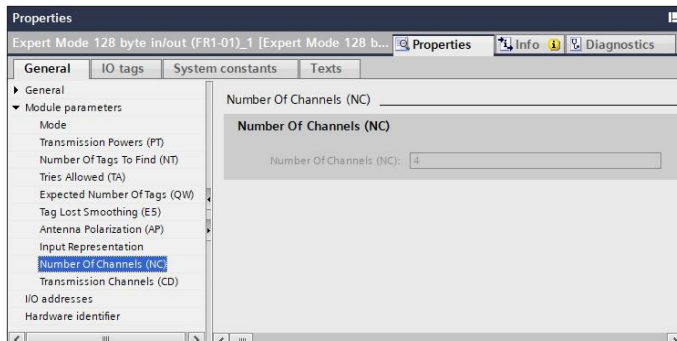 Properties
Expert Mode 128 byte in/out (FR1-01)_1 [Expert Mode 128 b...
Properties
Info
Diagnostics
General
IO tags
System constants
Texts
General
Module parameters
Mode
Transmission Powers (PT)
Number Of Tags To Find (NT)
Tries Allowed (TA)
Expected Number Of Tags (QW)
Tag Lost Smoothing (E5)
Antenna Polarization (AP)
Input Representation
Number Of Channels (NC)
Transmission Channels (CD)
I/O addresses
Hardware identifier
Number Of Channels (NC)
Number Of Channels (NC)
Number Of Channels (NC): 4